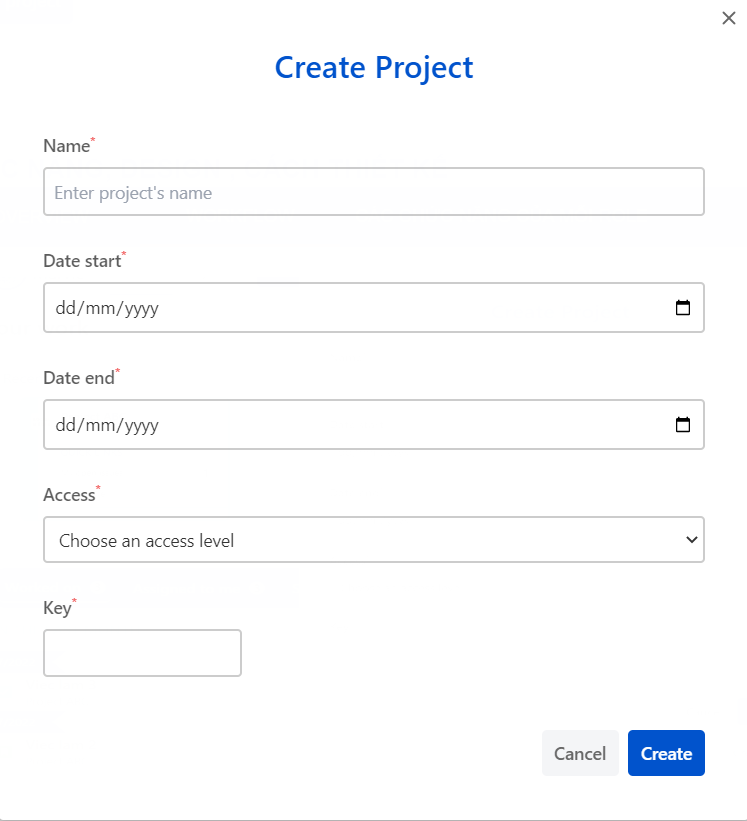 Create Project
Name*
Enter project's name
Date start*
dd/mm/yyyy
Date end*
dd/mm/yyyy
Access*
Choose an access level
Key*
Cancel Create